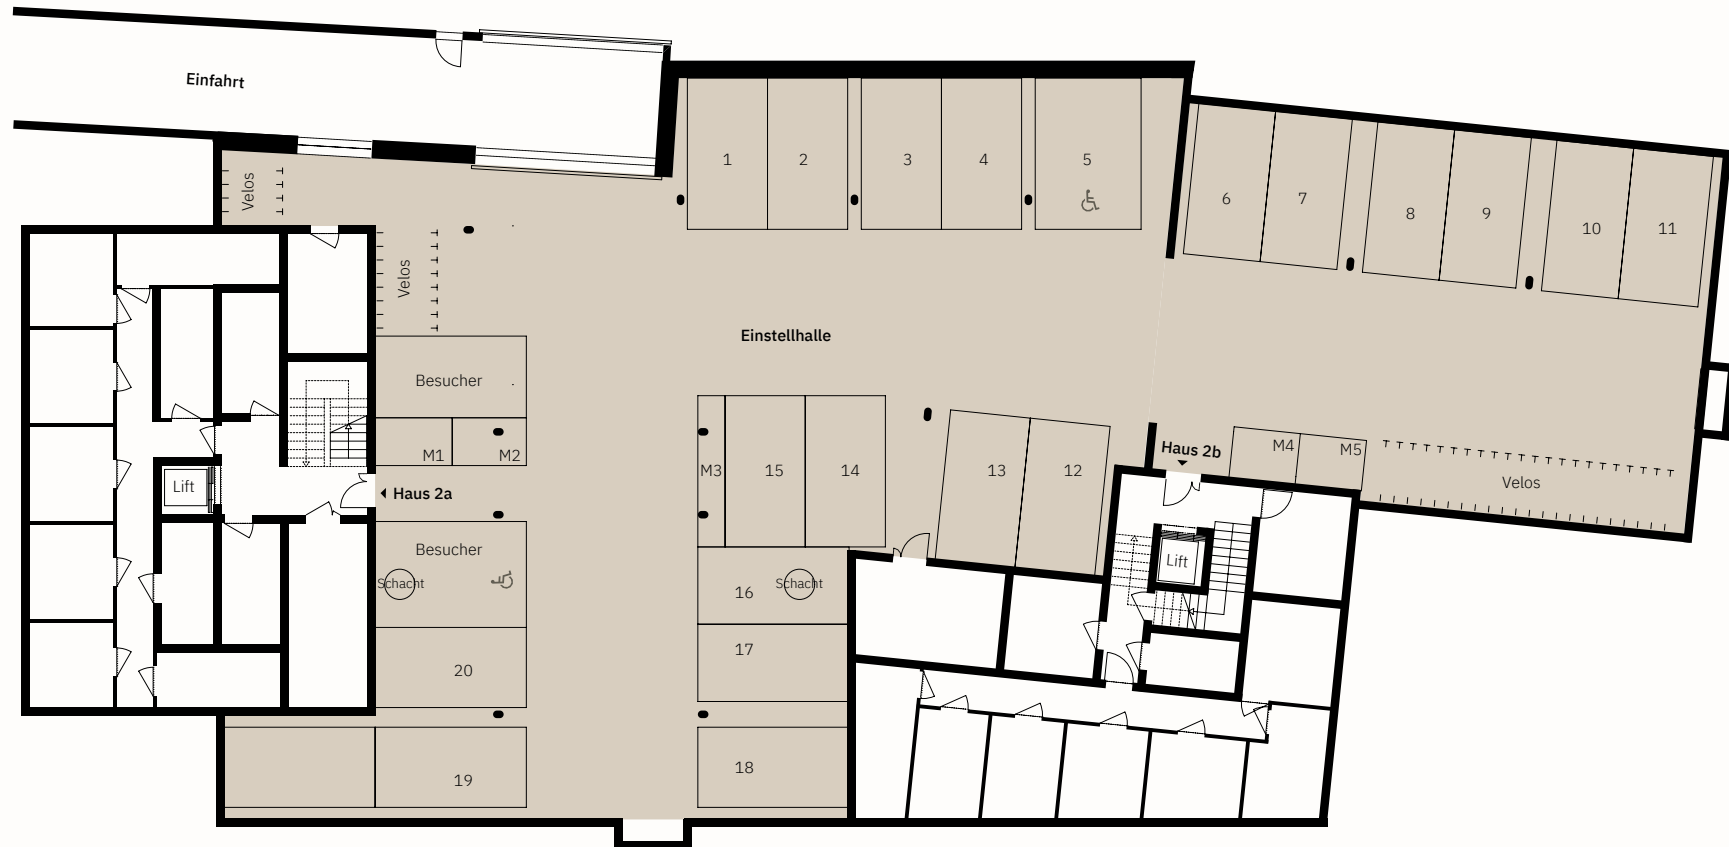 Einfahrt
Velos
Velos
1
2
3
4
5
6
7
8
9
10
11
Einstellhalle
Besucher
M1
M2
Lift
Haus 2a
Besucher
Schacht
20
19
M3
15
14
13
12
16
Schacht
17
18
Haus 2b
M4
M5
Velos
Lift